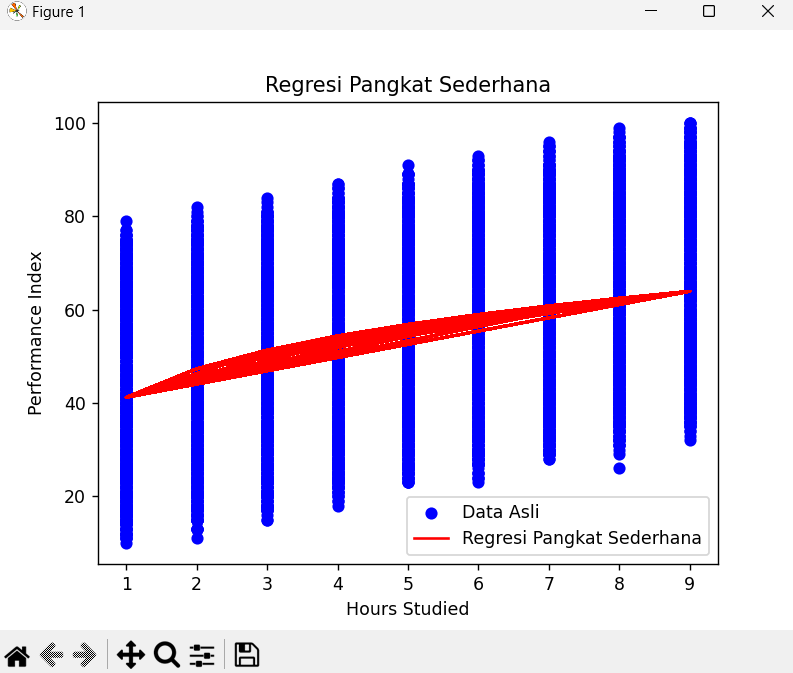 Figure 1
Regresi Pangkat Sederhana
100
80
60
40
20
Performance Index
Data Asli
Regresi Pangkat Sederhana
1 2 3 4 5 6 7 8 9
Hours Studied